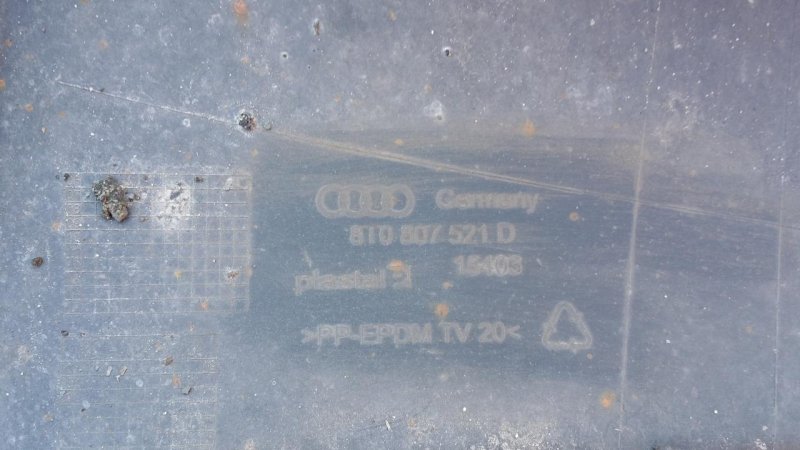 Germany
8T0 807 521 D
plastal 15403
>PP-EPDM TV 20<